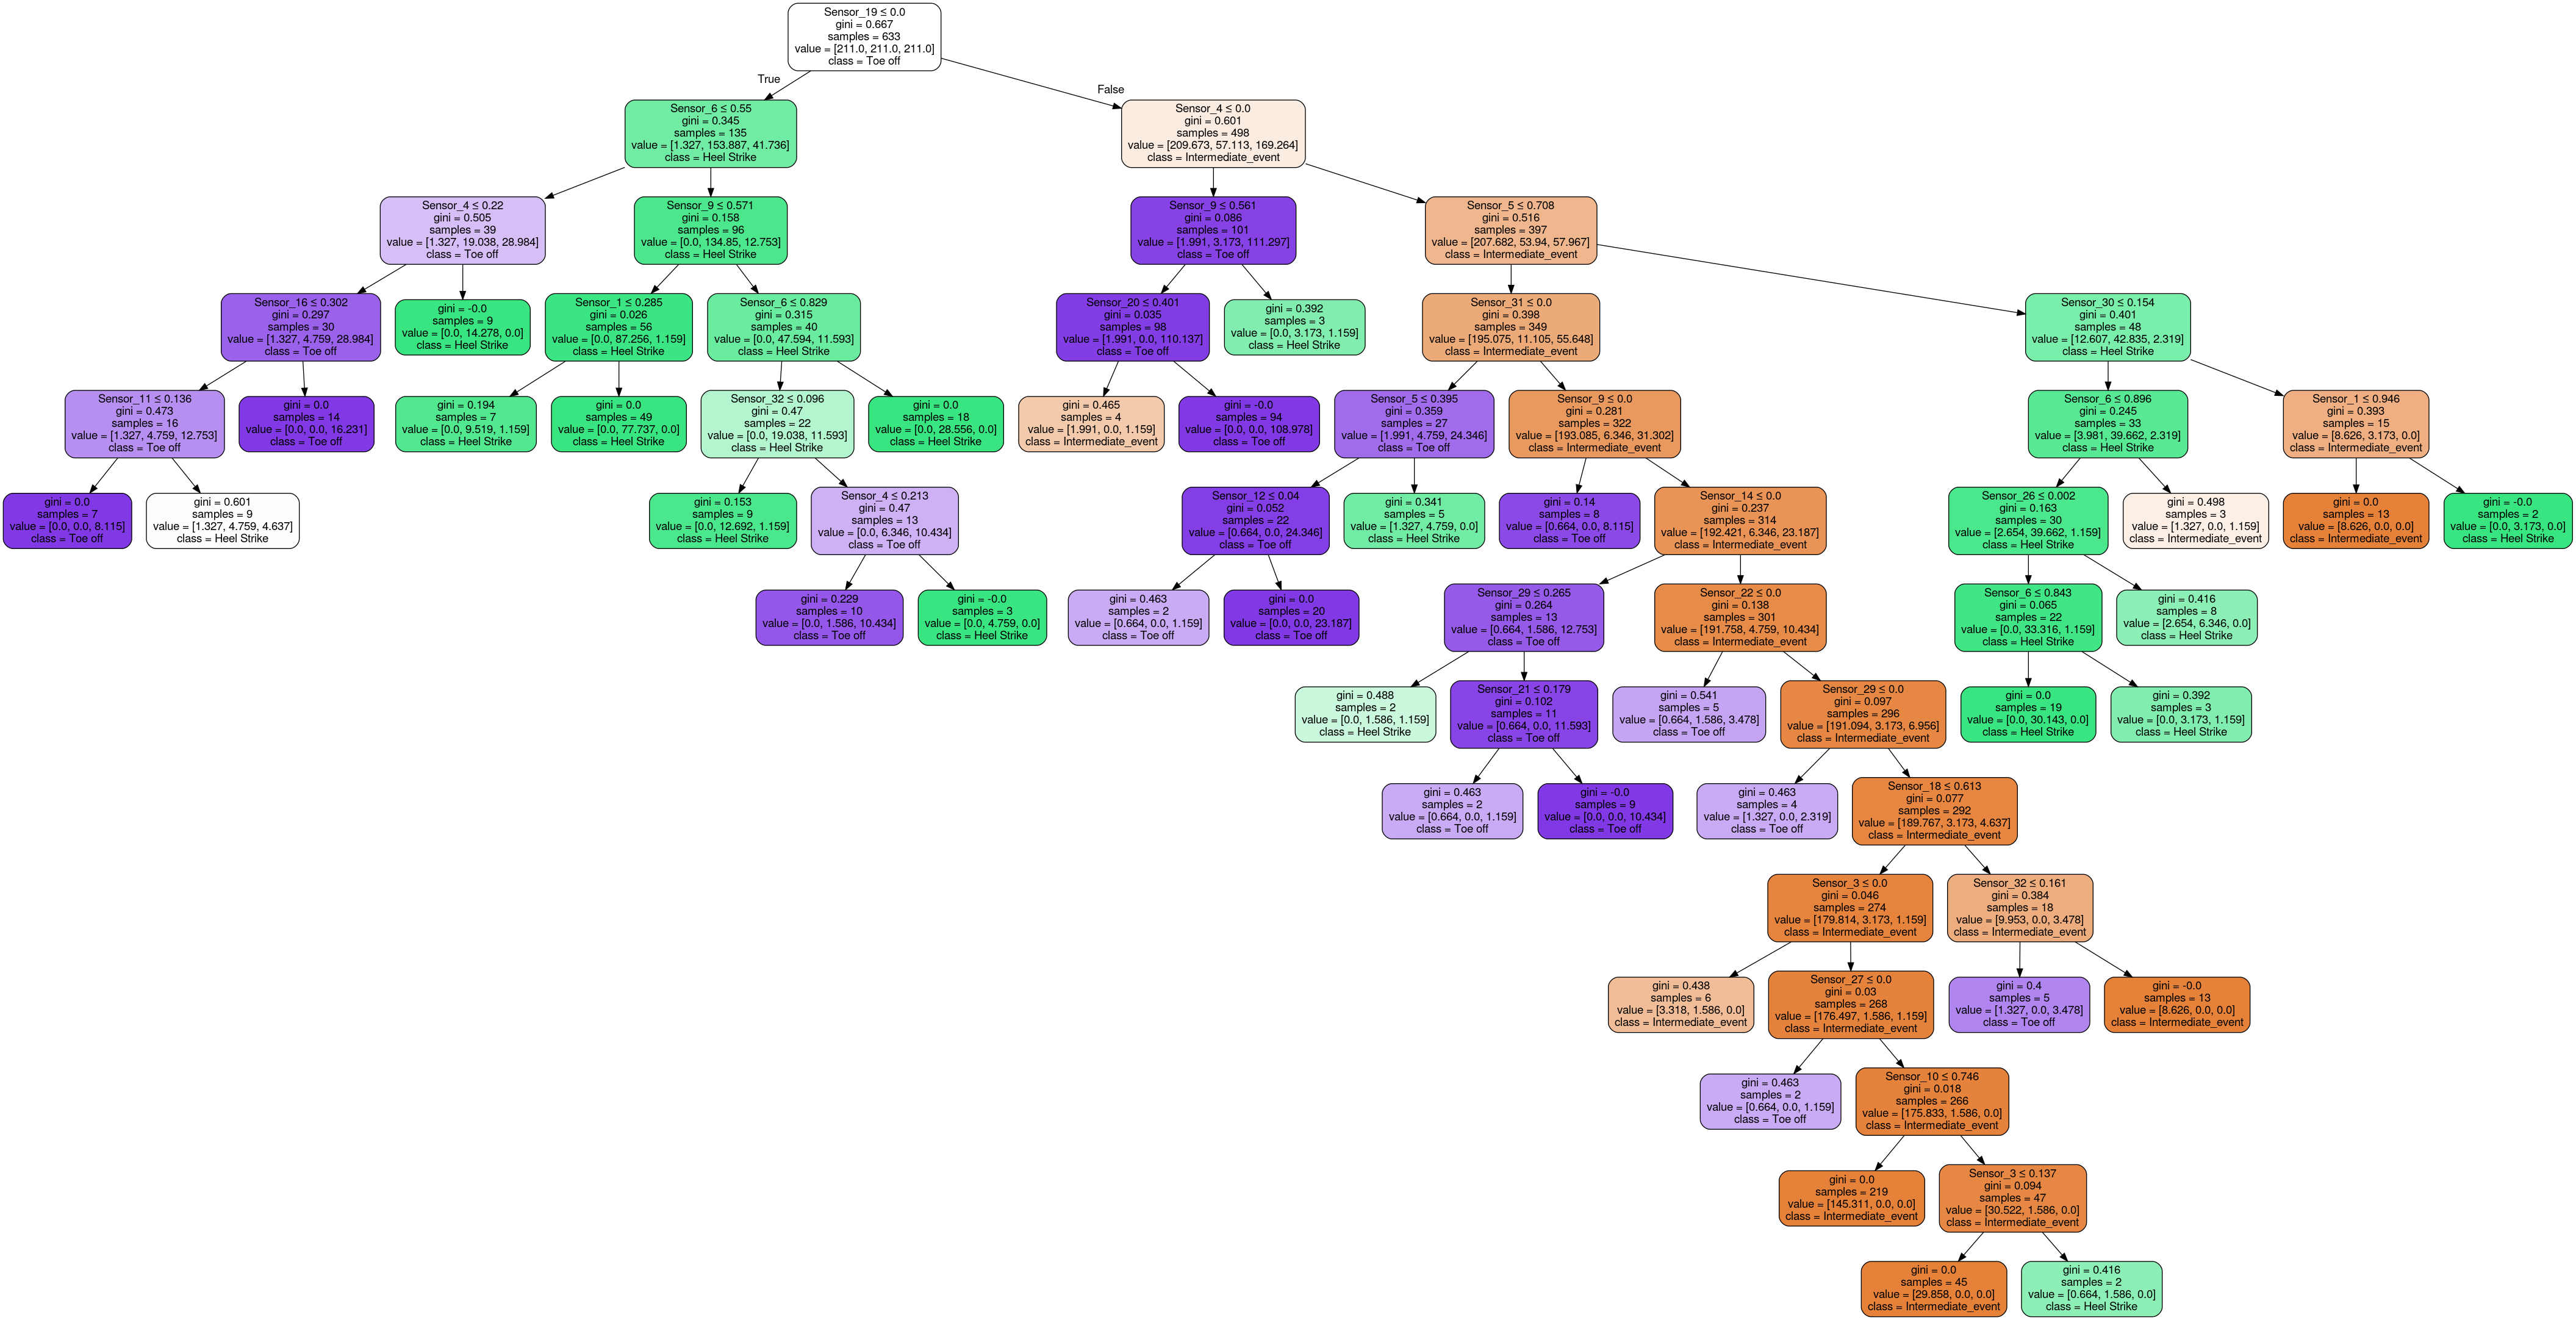 Sensor_19 ≤ 0.0
gini = 0.667
samples = 633
value = [211.0, 211.0, 211.0]
class = Toe off
True
False
Sensor_6 ≤ 0.55
gini = 0.345
samples = 135
value = [1.327, 153.887, 41.736]
class = Heel Strike
Sensor_4 ≤ 0.0
gini = 0.601
samples = 498
value = [209.673, 57.113, 169.264]
class = Intermediate_event
Sensor_4 ≤ 0.22
gini = 0.505
samples = 39
value = [1.327, 19.038, 28.984]
class = Toe off
Sensor_9 ≤ 0.571
gini = 0.158
samples = 96
value = [0.0, 134.85, 12.753]
class = Heel Strike
Sensor_9 ≤ 0.561
gini = 0.086
samples = 101
value = [1.991, 3.173, 111.297]
class = Toe off
Sensor_5 ≤ 0.708
gini = 0.516
samples = 397
value = [207.682, 53.94, 57.967]
class = Intermediate_event
Sensor_16 ≤ 0.302
gini = 0.297
samples = 30
value = [1.327, 4.759, 28.984]
class = Toe off
gini = -0.0
samples = 9
value = [0.0, 14.278, 0.0]
class = Heel Strike
Sensor_1 ≤ 0.285
gini = 0.026
samples = 56
value = [0.0, 87.256, 1.159]
class = Heel Strike
Sensor_6 ≤ 0.829
gini = 0.315
samples = 40
value = [0.0, 47.594, 11.593]
class = Heel Strike
Sensor_20 ≤ 0.401
gini = 0.035
samples = 98
value = [1.991, 0.0, 110.137]
class = Toe off
gini = 0.392
samples = 3
value = [0.0, 3.173, 1.159]
class = Heel Strike
Sensor_31 ≤ 0.0
gini = 0.398
samples = 349
value = [195.075, 11.105, 55.648]
class = Intermediate_event
Sensor_30 ≤ 0.154
gini = 0.401
samples = 48
value = [12.607, 42.835, 2.319]
class = Heel Strike
Sensor_11 ≤ 0.136
gini = 0.473
samples = 16
value = [1.327, 4.759, 12.753]
class = Toe off
gini = 0.0
samples = 14
value = [0.0, 0.0, 16.231]
class = Toe off
gini = 0.194
samples = 7
value = [0.0, 9.519, 1.159]
class = Heel Strike
gini = 0.0
samples = 49
value = [0.0, 77.737, 0.0]
class = Heel Strike
Sensor_32 ≤ 0.096
gini = 0.47
samples = 22
value = [0.0, 19.038, 11.593]
class = Heel Strike
gini = 0.0
samples = 18
value = [0.0, 28.556, 0.0]
class = Heel Strike
gini = 0.465
samples = 4
value = [1.991, 0.0, 1.159]
class = Intermediate_event
gini = -0.0
samples = 94
value = [0.0, 0.0, 108.978]
class = Toe off
Sensor_5 ≤ 0.395
gini = 0.359
samples = 27
value = [1.991, 4.759, 24.346]
class = Toe off
Sensor_9 ≤ 0.0
gini = 0.281
samples = 322
value = [193.085, 6.346, 31.302]
class = Intermediate_event
Sensor_6 ≤ 0.896
gini = 0.245
samples = 33
value = [3.981, 39.662, 2.319]
class = Heel Strike
Sensor_1 ≤ 0.946
gini = 0.393
samples = 15
value = [8.626, 3.173, 0.0]
class = Intermediate_event
gini = 0.0
samples = 7
value = [0.0, 0.0, 8.115]
class = Toe off
gini = 0.601
samples = 9
value = [1.327, 4.759, 4.637]
class = Heel Strike
gini = 0.153
samples = 9
value = [0.0, 12.692, 1.159]
class = Heel Strike
Sensor_4 ≤ 0.213
gini = 0.47
samples = 13
value = [0.0, 6.346, 10.434]
class = Toe off
Sensor_12 ≤ 0.04
gini = 0.052
samples = 22
value = [0.664, 0.0, 24.346]
class = Toe off
gini = 0.341
samples = 5
value = [1.327, 4.759, 0.0]
class = Heel Strike
gini = 0.14
samples = 8
value = [0.664, 0.0, 8.115]
class = Toe off
Sensor_14 ≤ 0.0
gini = 0.237
samples = 314
value = [192.421, 6.346, 23.187]
class = Intermediate_event
Sensor_26 ≤ 0.002
gini = 0.163
samples = 30
value = [2.654, 39.662, 1.159]
class = Heel Strike
gini = 0.498
samples = 3
value = [1.327, 0.0, 1.159]
class = Intermediate_event
gini = 0.0
samples = 13
value = [8.626, 0.0, 0.0]
class = Intermediate_event
gini = -0.0
samples = 2
value = [0.0, 3.173, 0.0]
class = Heel Strike
gini = 0.229
samples = 10
value = [0.0, 1.586, 10.434]
class = Toe off
gini = -0.0
samples = 3
value = [0.0, 4.759, 0.0]
class = Heel Strike
gini = 0.463
samples = 2
value = [0.664, 0.0, 1.159]
class = Toe off
gini = 0.0
samples = 20
value = [0.0, 0.0, 23.187]
class = Toe off
Sensor_29 ≤ 0.265
gini = 0.264
samples = 13
value = [0.664, 1.586, 12.753]
class = Toe off
Sensor_22 ≤ 0.0
gini = 0.138
samples = 301
value = [191.758, 4.759, 10.434]
class = Intermediate_event
Sensor_6 ≤ 0.843
gini = 0.065
samples = 22
value = [0.0, 33.316, 1.159]
class = Heel Strike
gini = 0.416
samples = 8
value = [2.654, 6.346, 0.0]
class = Heel Strike
gini = 0.488
samples = 2
value = [0.0, 1.586, 1.159]
class = Heel Strike
Sensor_21 ≤ 0.179
gini = 0.102
samples = 11
value = [0.664, 0.0, 11.593]
class = Toe off
gini = 0.541
samples = 5
value = [0.664, 1.586, 3.478]
class = Toe off
Sensor_29 ≤ 0.0
gini = 0.097
samples = 296
value = [191.094, 3.173, 6.956]
class = Intermediate_event
gini = 0.0
samples = 19
value = [0.0, 30.143, 0.0]
class = Heel Strike
gini = 0.392
samples = 3
value = [0.0, 3.173, 1.159]
class = Heel Strike
gini = 0.463
samples = 2
value = [0.664, 0.0, 1.159]
class = Toe off
gini = -0.0
samples = 9
value = [0.0, 0.0, 10.434]
class = Toe off
gini = 0.463
samples = 4
value = [1.327, 0.0, 2.319]
class = Toe off
Sensor_18 ≤ 0.613
gini = 0.077
samples = 292
value = [189.767, 3.173, 4.637]
class = Intermediate_event
Sensor_3 ≤ 0.0
gini = 0.046
samples = 274
value = [179.814, 3.173, 1.159]
class = Intermediate_event
Sensor_32 ≤ 0.161
gini = 0.384
samples = 18
value = [9.953, 0.0, 3.478]
class = Intermediate_event
gini = 0.438
samples = 6
value = [3.318, 1.586, 0.0]
class = Intermediate_event
Sensor_27 ≤ 0.0
gini = 0.03
samples = 268
value = [176.497, 1.586, 1.159]
class = Intermediate_event
gini = 0.4
samples = 5
value = [1.327, 0.0, 3.478]
class = Toe off
gini = -0.0
samples = 13
value = [8.626, 0.0, 0.0]
class = Intermediate_event
gini = 0.463
samples = 2
value = [0.664, 0.0, 1.159]
class = Toe off
Sensor_10 ≤ 0.746
gini = 0.018
samples = 266
value = [175.833, 1.586, 0.0]
class = Intermediate_event
gini = 0.0
samples = 219
value = [145.311, 0.0, 0.0]
class = Intermediate_event
Sensor_3 ≤ 0.137
gini = 0.094
samples = 47
value = [30.522, 1.586, 0.0]
class = Intermediate_event
gini = 0.0
samples = 45
value = [29.858, 0.0, 0.0]
class = Intermediate_event
gini = 0.416
samples = 2
value = [0.664, 1.586, 0.0]
class = Heel Strike